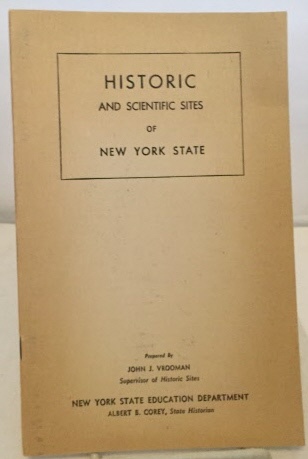 HISTORIC
AND SCIENTIFIC SITES
OF
NEW YORK STATE
Prepared By
JOHN J. VROOMAN
Supervisor of Historic Sites
NEW YORK STATE EDUCATION DEPARTMENT
ALBERT B. COREY, State Historian